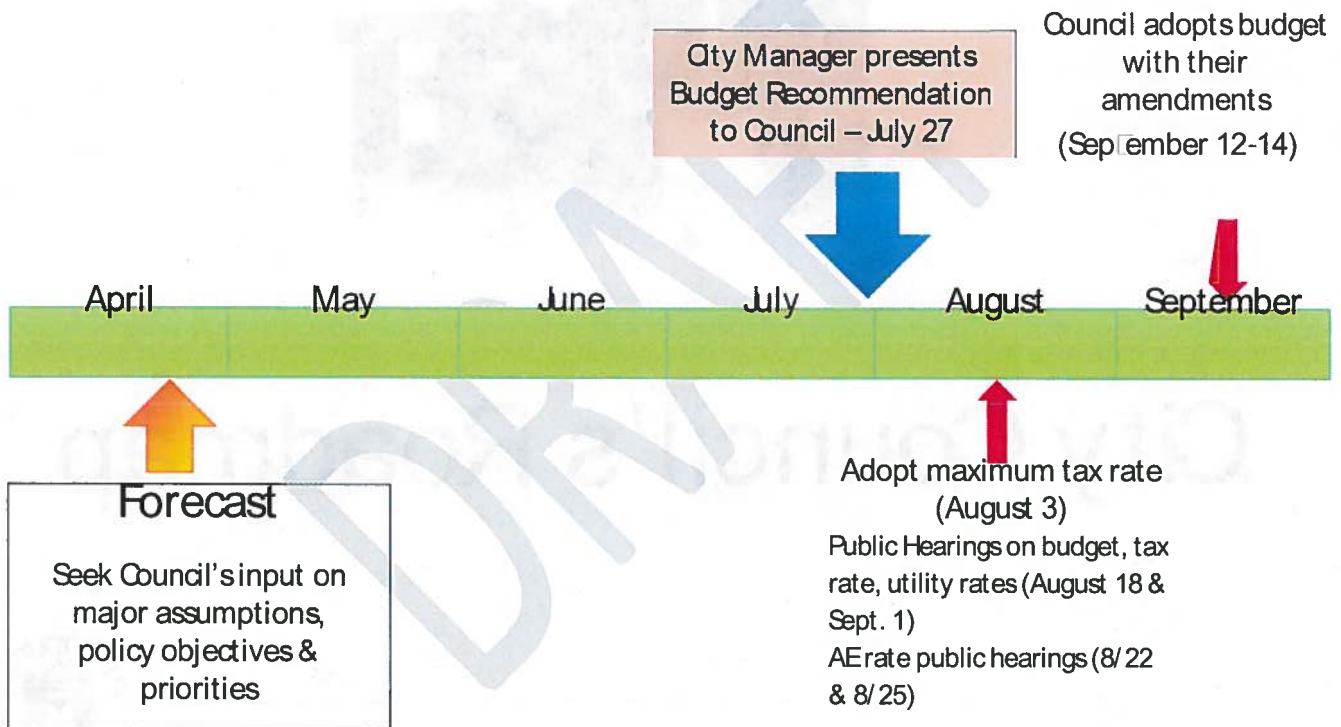 City Manager presents
Budget Recommendation
to Council – July 27
Council adopts budget
with their
amendments
(September 12-14)
April May June July August September
Forecast
Seek Council's input on
major assumptions,
policy objectives &
priorities
Adopt maximum tax rate
(August 3)
Public Hearings on budget, tax
rate, utility rates (August 18 &
Sept. 1)
AE rate public hearings (8/22
& 8/25)
DRAFT